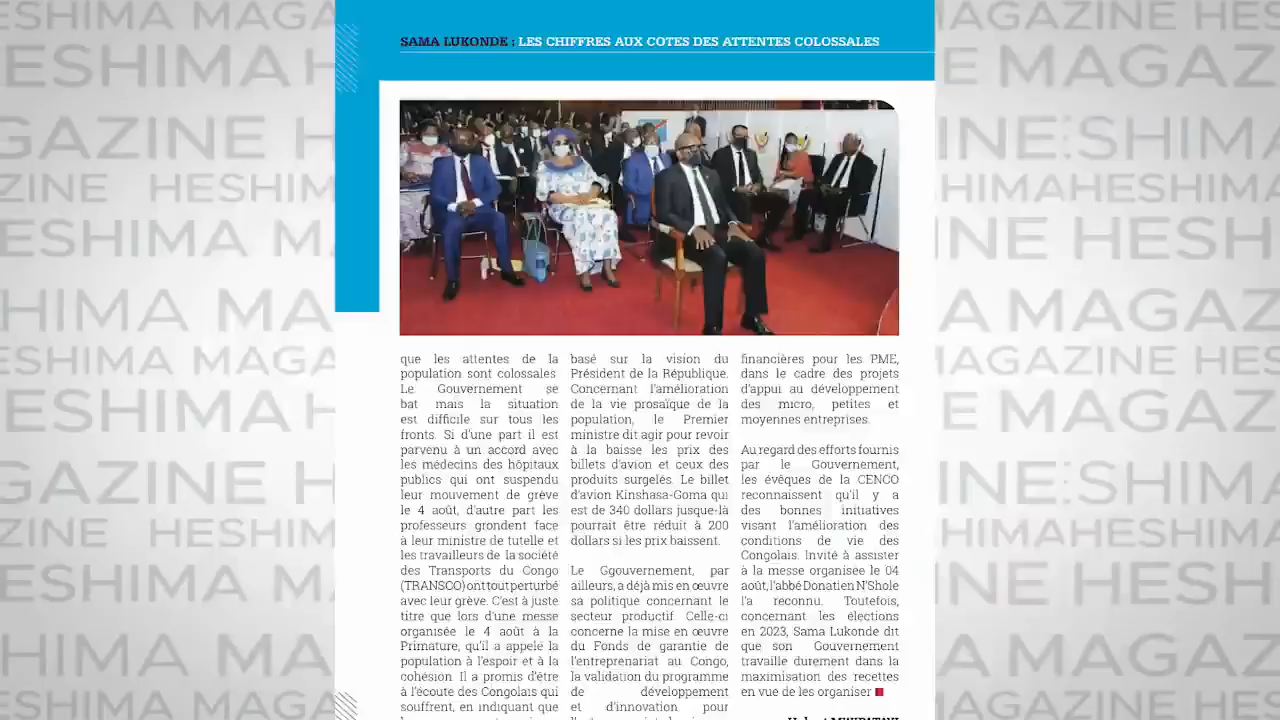 SAMA LUKONDE : LES CHIFFRES AUX COTES DES ATTENTES COLOSSALES
que les attentes de la
population sont colossales
Le Gouvernement se
bat mais la situation
est difficile sur tous les
fronts. Si d'une part il est
parvenu à un accord avec
les médecins des hôpitaux
publics qui ont suspendu
leur mouvement de grève
le 4 août, d'autre part les
professeurs grondent face
à leur ministre de tutelle et
les travailleurs de la société
des Transports du Congo
(TRANSCO) ont tout perturbé
avec leur grève. C'est à juste
titre que lors d'une messe
organisée le 4 août à la
Primature, qu'il a appelé la
population à l'espoir et à la
cohésion. Il a promis d'être
à l'écoute des Congolais qui
souffrent, en indiquant que
basé sur la vision du
Président de la République.
Concernant l'amélioration
de la vie prosaïque de la
population, le Premier
ministre dit agir pour revoir
à la baisse les prix des
billets d'avion et ceux des
produits surgelés. Le billet
d'avion Kinshasa-Goma qui
est de 340 dollars jusque-là
pourrait être réduit à 200
dollars si les prix baissent.
Le Ggouvernement, par
ailleurs, a déjà mis en œuvre
sa politique concernant le
secteur productif Celle-ci
concerne la mise en œuvre
du Fonds de garantie de
l'entreprenariat au Congo,
la validation du programme
de développement
et d'innovation pour
financières pour les PME,
dans le cadre des projets
d'appui au développement
des micro, petites et
moyennes entreprises.
Au regard des efforts fournis
par le Gouvernement,
les évêques de la CENCO
reconnaissent qu'il y a
des bonnes initiatives
visant l'amélioration des
conditions de vie des
Congolais. Invité à assister
à la messe organisée le 04
août, l'abbé Donatien N'Shole
l'a reconnu. Toutefois,
concernant les élections
en 2023, Sama Lukonde dit
que son Gouvernement
travaille durement dans la
maximisation des recettes
en vue de les organiser